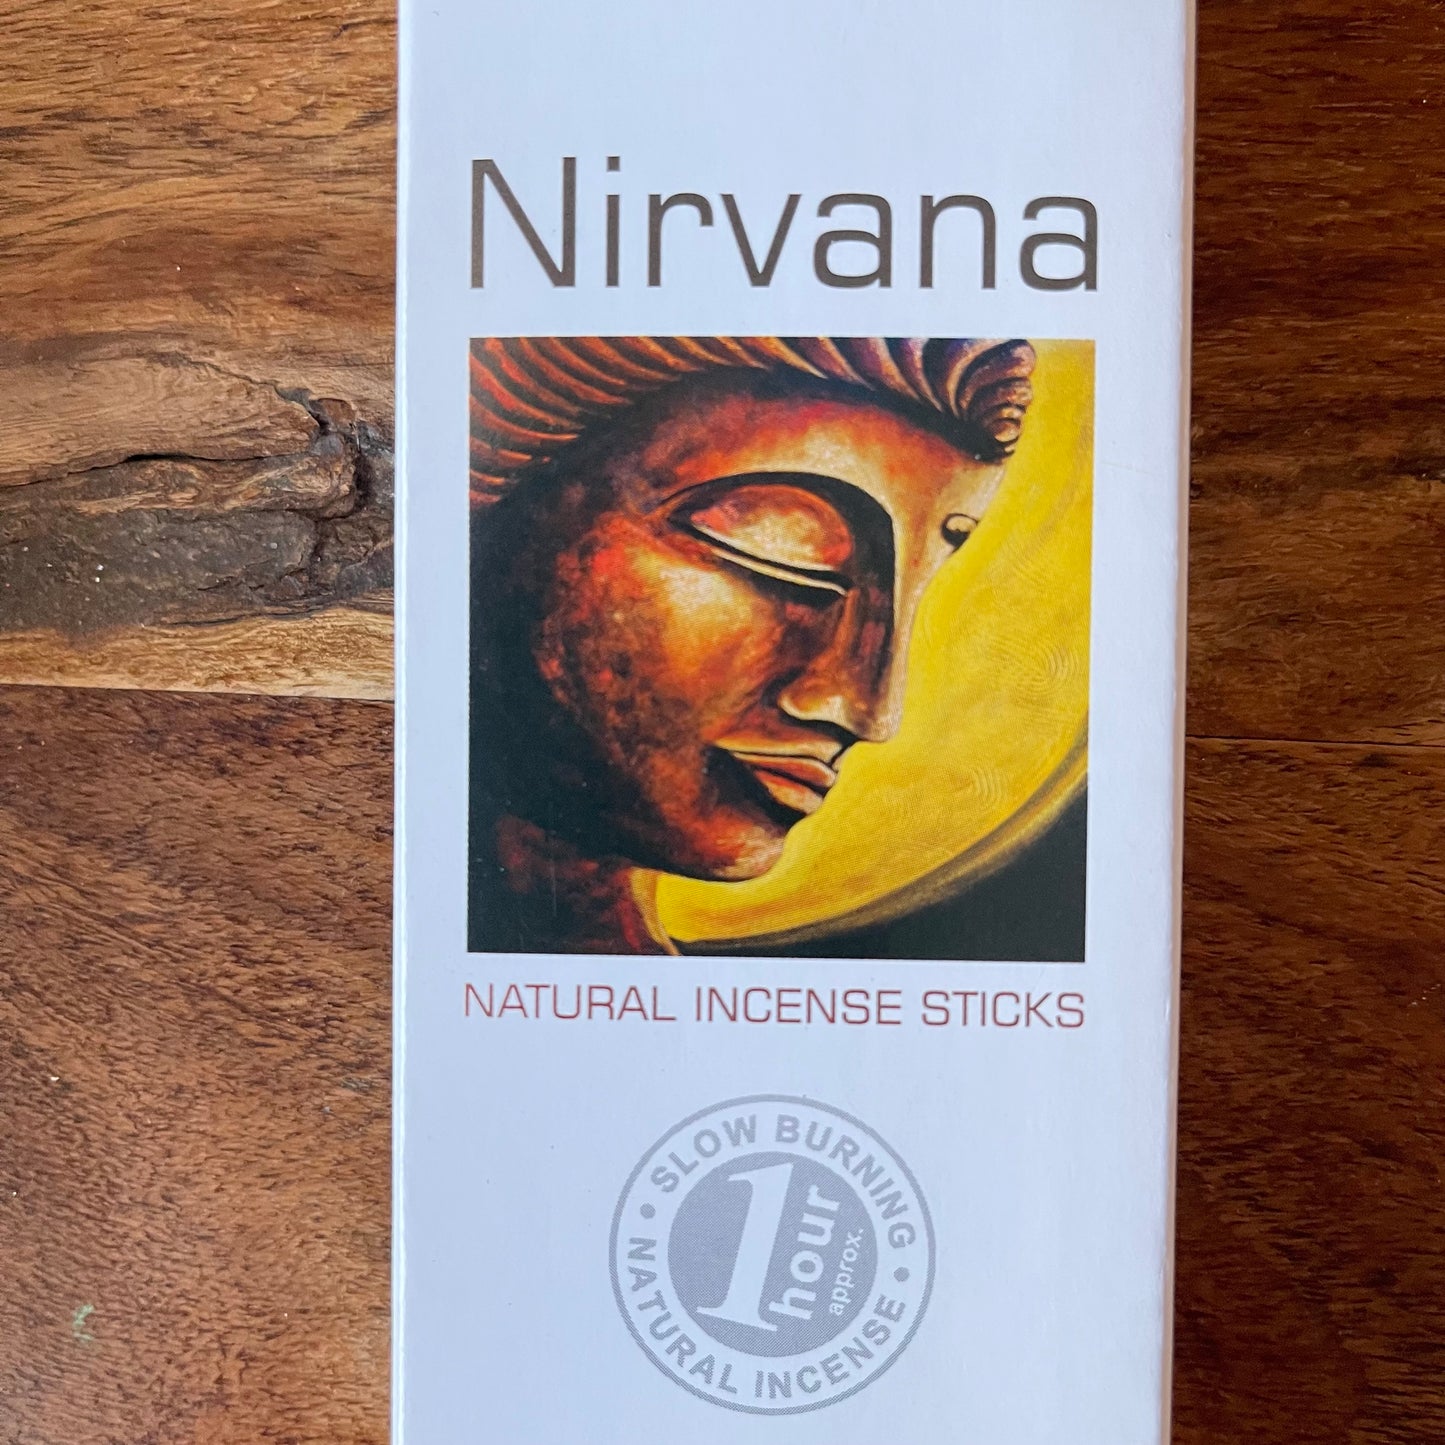 Nirvana
NATURAL INCENSE STICKS
SLOW BURNING
1 hour
approx.
NATURAL INCENSE